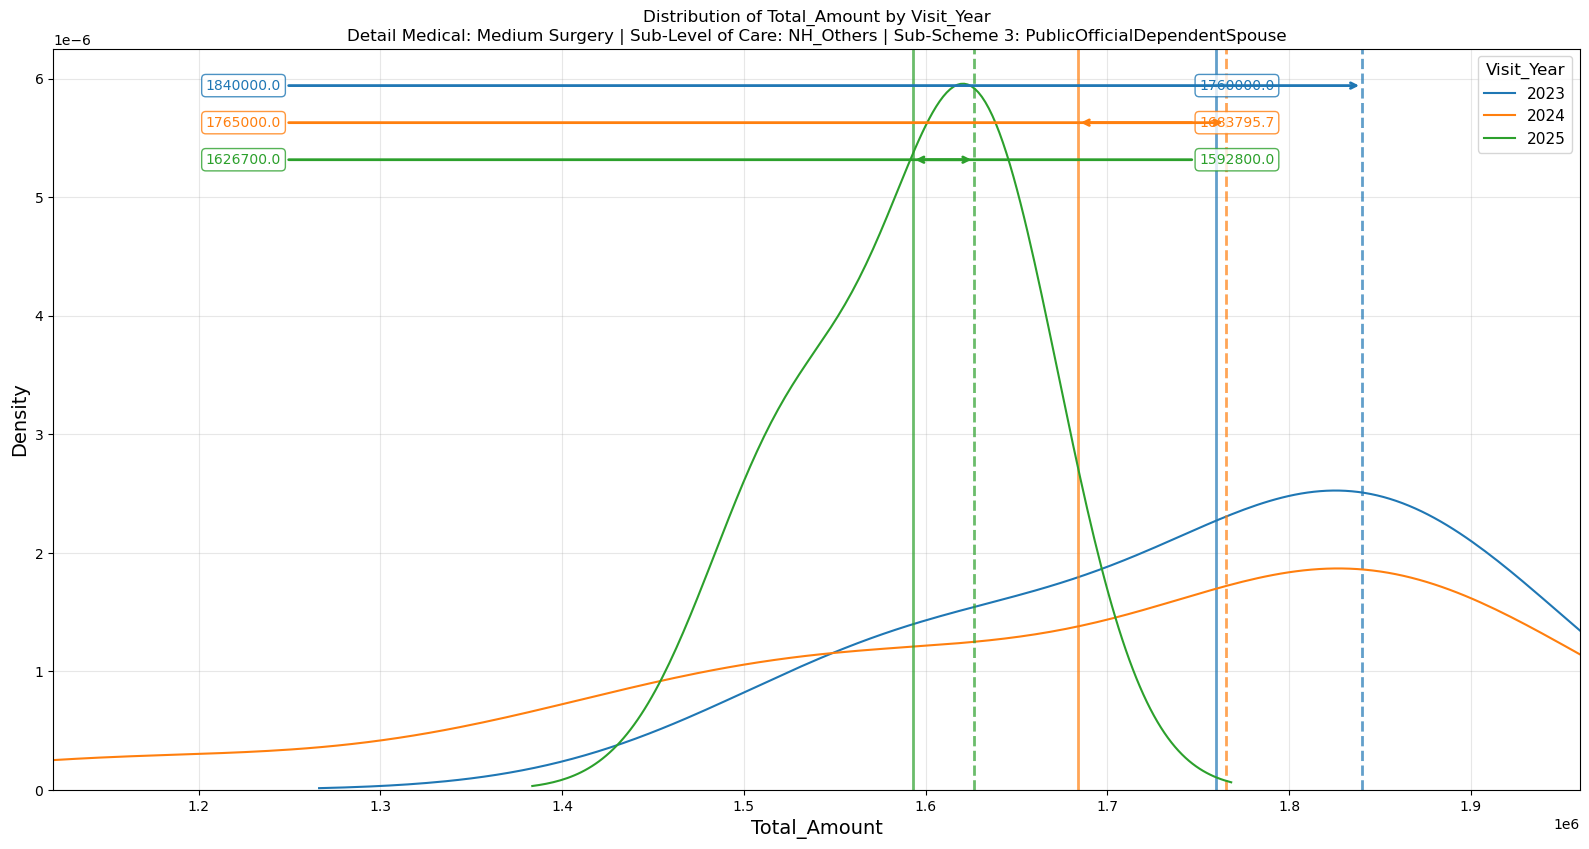 Distribution of Total_Amount by Visit_Year
Detail Medical: Medium Surgery | Sub-Level of Care: NH_Others | Sub-Scheme 3: PublicOfficialDependentSpouse
1e−6
6
5
4
3
2
1
0
Density
1840000.0
1760000.0
1765000.0
1683795.7
1626700.0
1592800.0
Visit_Year
2023
2024
2025
1.2 1.3 1.4 1.5 1.6 1.7 1.8 1.9
1e6
Total_Amount